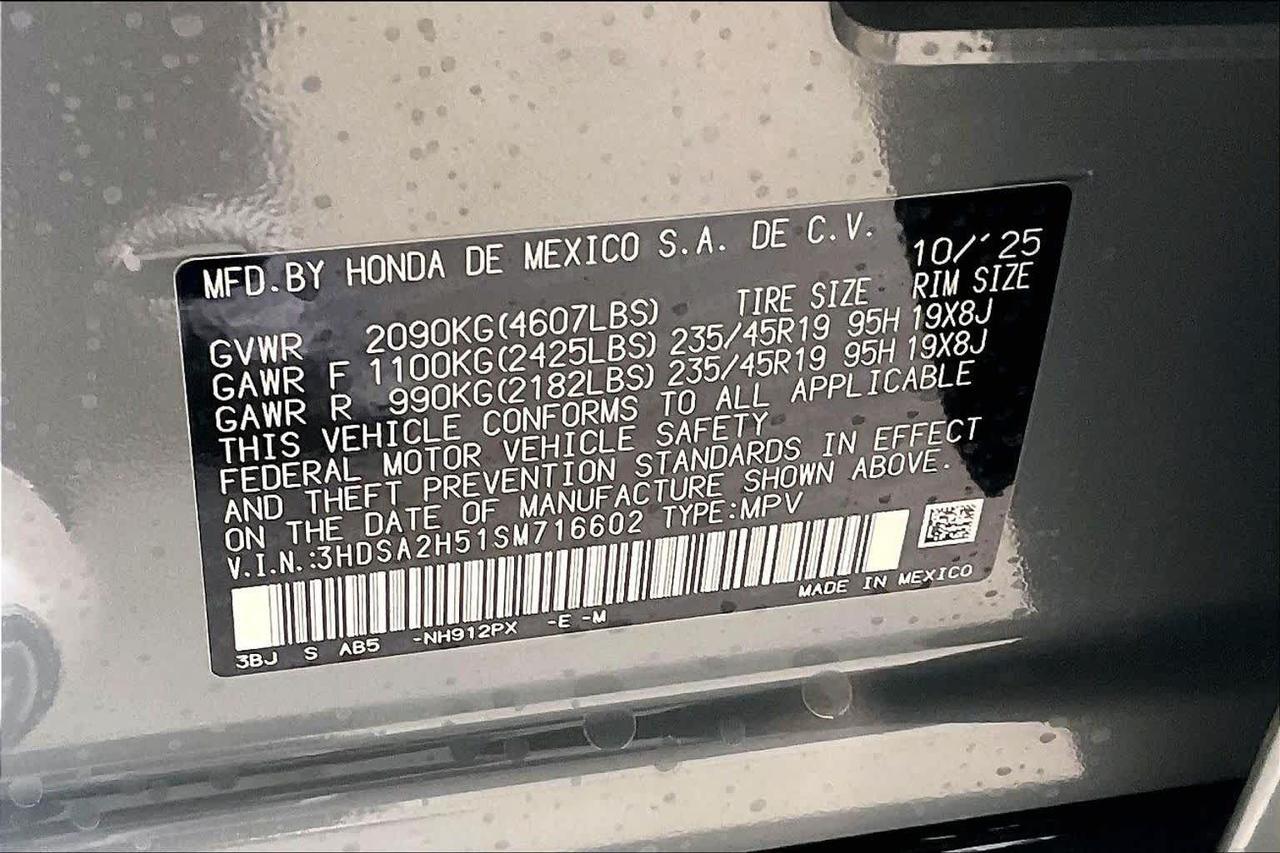 MFD.BY HONDA DE MEXICO S.A. DE C.V. 10/'25
TIRE SIZE RIM SIZE
GVWR 2090KG(4607LBS)
GAWR F 1100KG(2425LBS) 235/45R19 95H 19X8J
GAWR R 990KG(2182LBS) 235/45R19 95H 19X8J
THIS VEHICLE CONFORMS TO ALL APPLICABLE
FEDERAL MOTOR VEHICLE SAFETY
AND THEFT PREVENTION STANDARDS IN EFFECT
ON THE DATE OF MANUFACTURE SHOWN ABOVE.
V.I.N.:3HDSA2H51SM716602 TYPE:MPV
MADE IN MEXICO
3BJ S AB5 -NH912PX -E -M